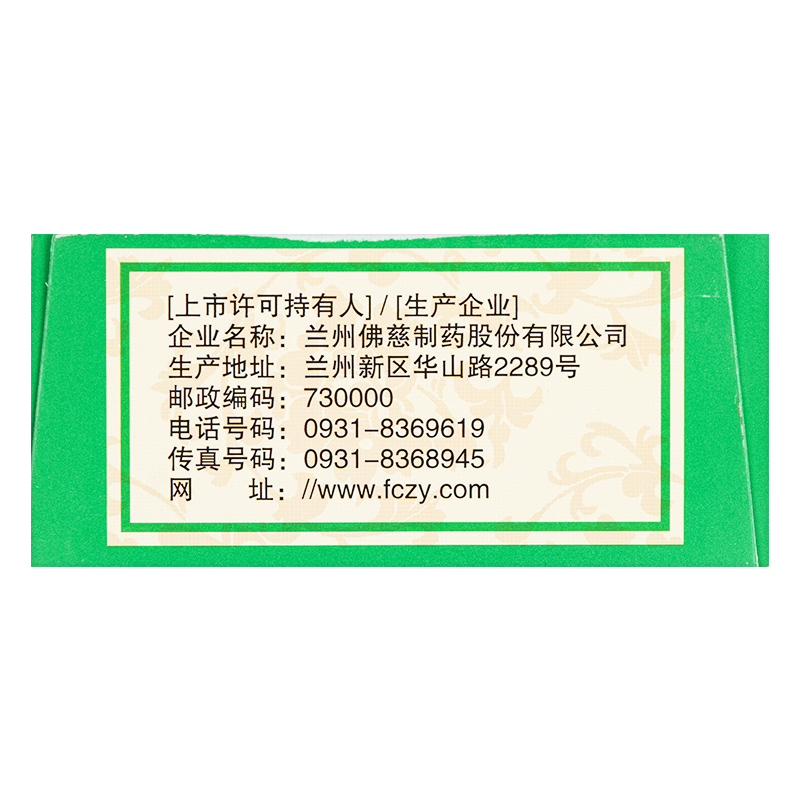 [上市许可持有人] / [生产企业]
企业名称：兰州佛慈制药股份有限公司
生产地址：兰州新区华山路2289号
邮政编码：730000
电话号码：0931-8369619
传真号码：0931-8368945
网　　址：//www.fczy.com